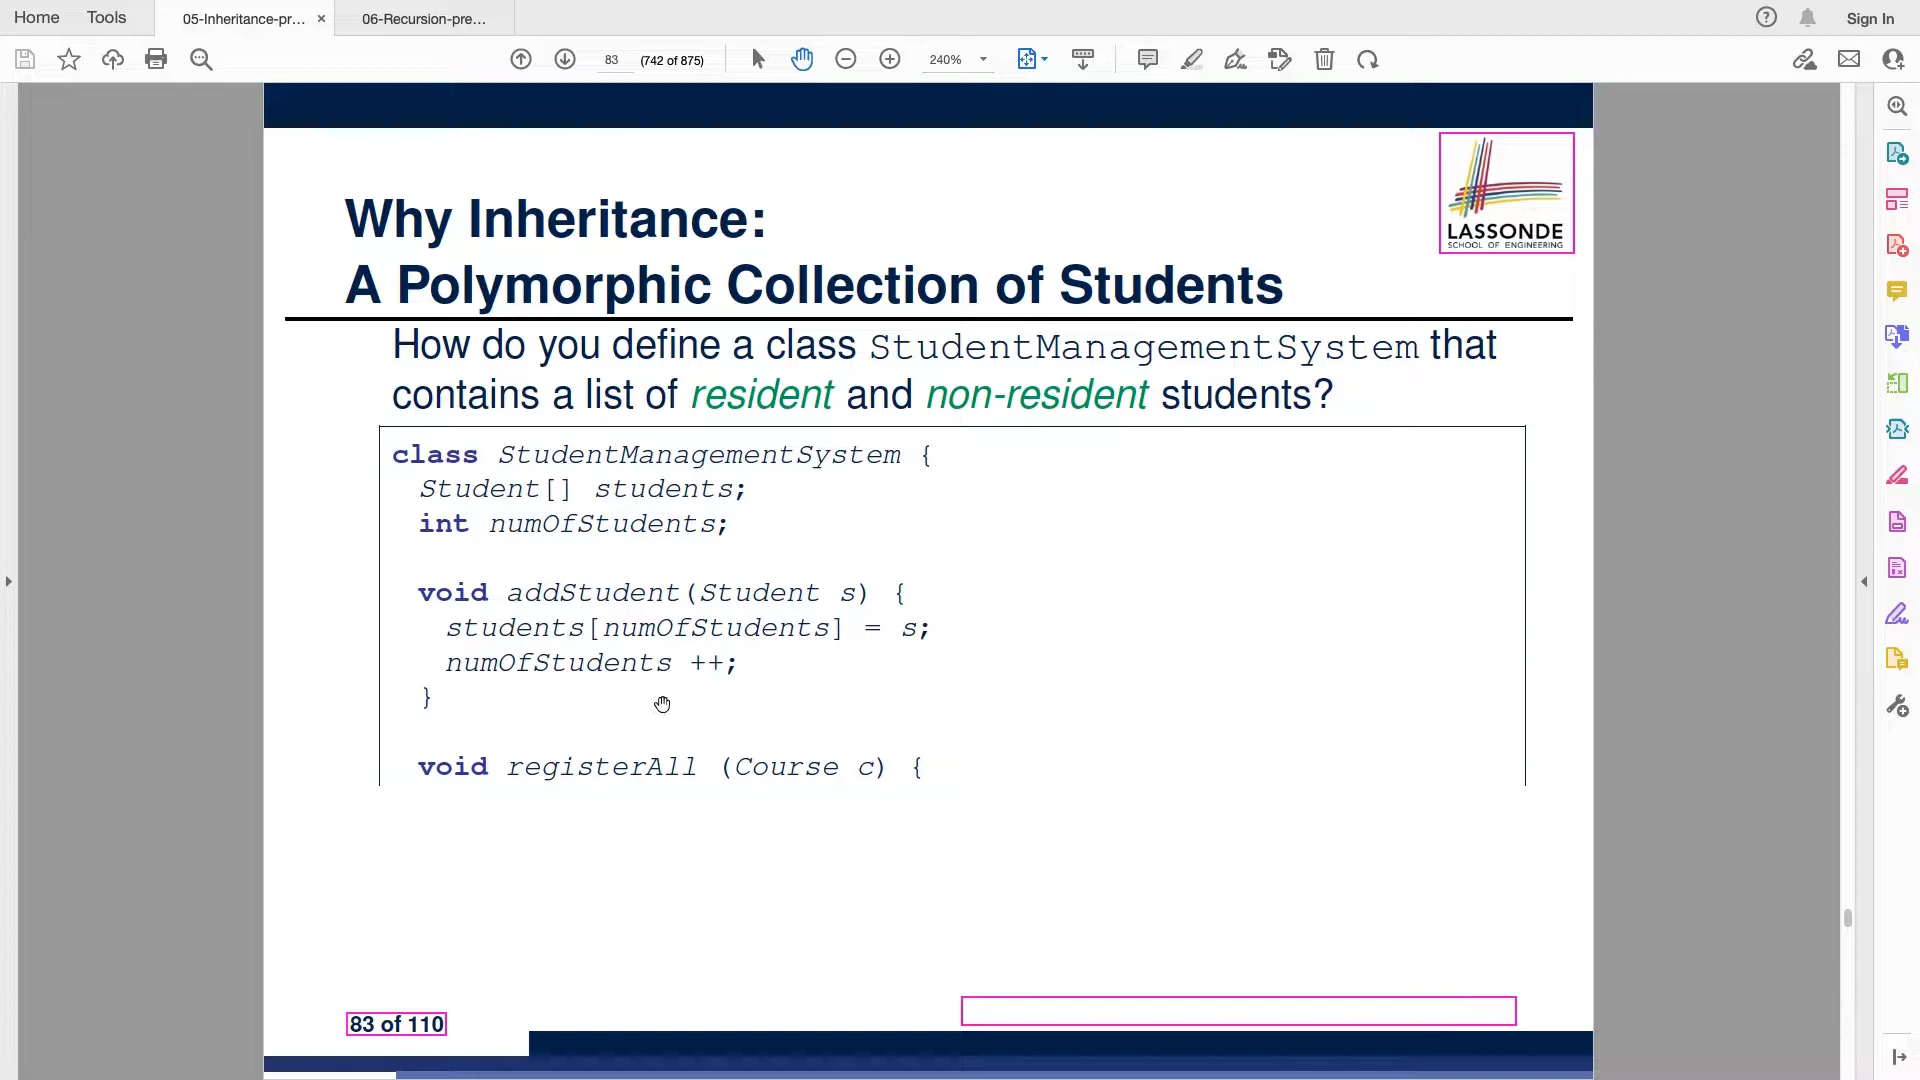 Home Tools 05-Inheritance-pr... × 06-Recursion-pre... Sign In
83 (742 of 875) 240%
LASSONDE
SCHOOL OF ENGINEERING
Why Inheritance:
A Polymorphic Collection of Students
How do you define a class StudentManagementSystem that
contains a list of resident and non-resident students?
class StudentManagementSystem {
Student[] students;
int numOfStudents;
void addStudent(Student s) {
students[numOfStudents] = s;
numOfStudents ++;
}
void registerAll (Course c) {
83 of 110